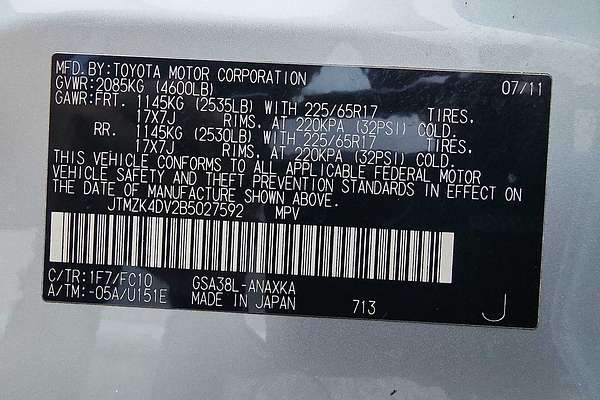 MFD. BY: TOYOTA MOTOR CORPORATION 07/11
GVWR: 2085KG (4600LB)
GAWR: FRT. 1145KG (2535LB) WITH 225/65R17 TIRES,
17X7J RIMS, AT 220KPA (32PSI) COLD.
RR. 1145KG (2530LB) WITH 225/65R17 TIRES,
17X7J RIMS, AT 220KPA (32PSI) COLD.
THIS VEHICLE CONFORMS TO ALL APPLICABLE FEDERAL MOTOR
VEHICLE SAFETY AND THEFT PREVENTION STANDARDS IN EFFECT ON
THE DATE OF MANUFACTURE SHOWN ABOVE.
JTMZK4DV2B5027592 MPV
C/TR: 1F7/FC10 GSA38L-ANAXKA
A/TM: -05A/U151E MADE IN JAPAN 713 J